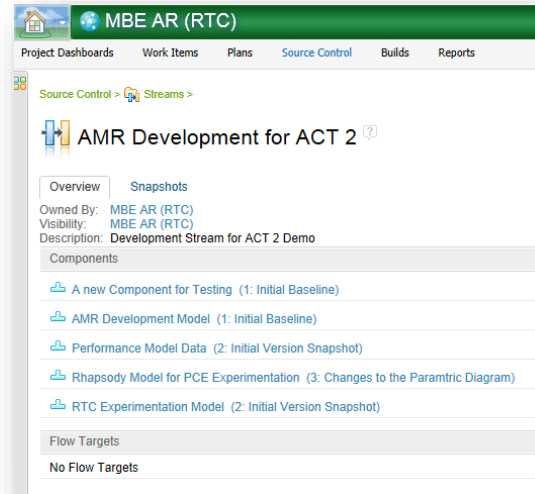 MBE AR (RTC)
Project Dashboards Work Items Plans Source Control Builds Reports
Source Control > Streams >
AMR Development for ACT 2 ?
Overview Snapshots
Owned By: MBE AR (RTC)
Visibility: MBE AR (RTC)
Description: Development Stream for ACT 2 Demo
Components
A new Component for Testing (1: Initial Baseline)
AMR Development Model (1: Initial Baseline)
Performance Model Data (2: Initial Version Snapshot)
Rhapsody Model for PCE Experimentation (3: Changes to the Paramtric Diagram)
RTC Experimentation Model (2: Initial Version Snapshot)
Flow Targets
No Flow Targets